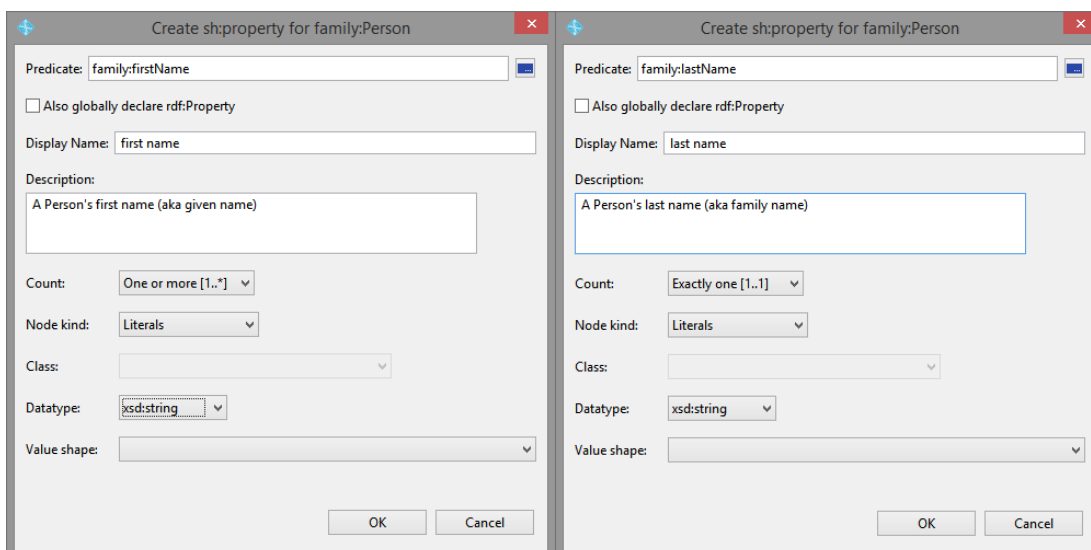 Create sh:property for family:Person
x
Predicate: family:firstName
...
Also globally declare rdf:Property
Display Name: first name
Description:
A Person's first name (aka given name)
Count: One or more [1..*]
Node kind: Literals
Class:
Datatype: xsd:string
Value shape:
OK Cancel
Create sh:property for family:Person
x
Predicate: family:lastName
...
Also globally declare rdf:Property
Display Name: last name
Description:
A Person's last name (aka family name)
Count: Exactly one [1..1]
Node kind: Literals
Class:
Datatype: xsd:string
Value shape:
OK Cancel